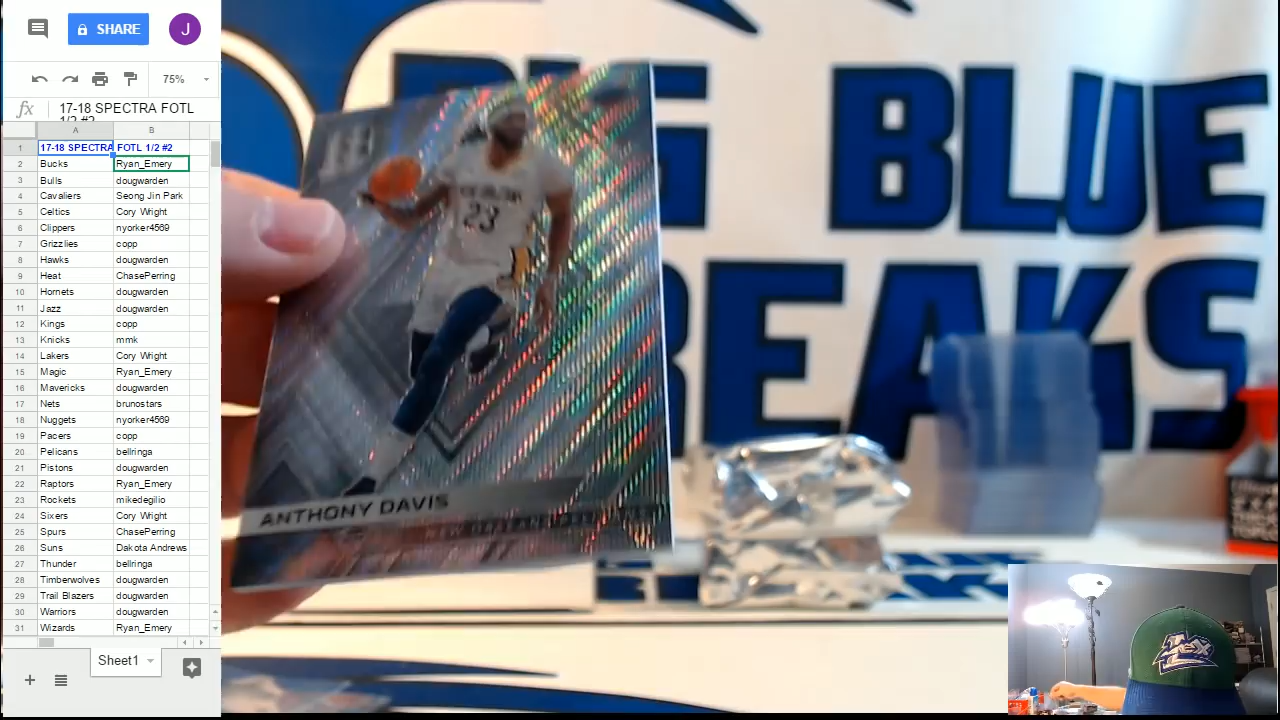 SHARE
J
75%
fx
17-18 SPECTRA FOTL
1/2 #2
A B
1 17-18 SPECTRA FOTL 1/2 #2
2 Bucks Ryan_Emery
3 Bulls dougwarden
4 Cavaliers Seong Jin Park
5 Celtics Cory Wright
6 Clippers nyorker4569
7 Grizzlies copp
8 Hawks dougwarden
9 Heat ChasePerring
10 Hornets dougwarden
11 Jazz dougwarden
12 Kings copp
13 Knicks mmk
14 Lakers Cory Wright
15 Magic Ryan_Emery
16 Mavericks dougwarden
17 Nets brunostars
18 Nuggets nyorker4569
19 Pacers copp
20 Pelicans bellringa
21 Pistons dougwarden
22 Raptors Ryan_Emery
23 Rockets mikedegilio
24 Sixers Cory Wright
25 Spurs ChasePerring
26 Suns Dakota Andrews
27 Thunder bellringa
28 Timberwolves dougwarden
29 Trail Blazers dougwarden
30 Warriors dougwarden
31 Wizards Ryan_Emery
Sheet1
BIG BLUE
BREAKS
23
ANTHONY DAVIS